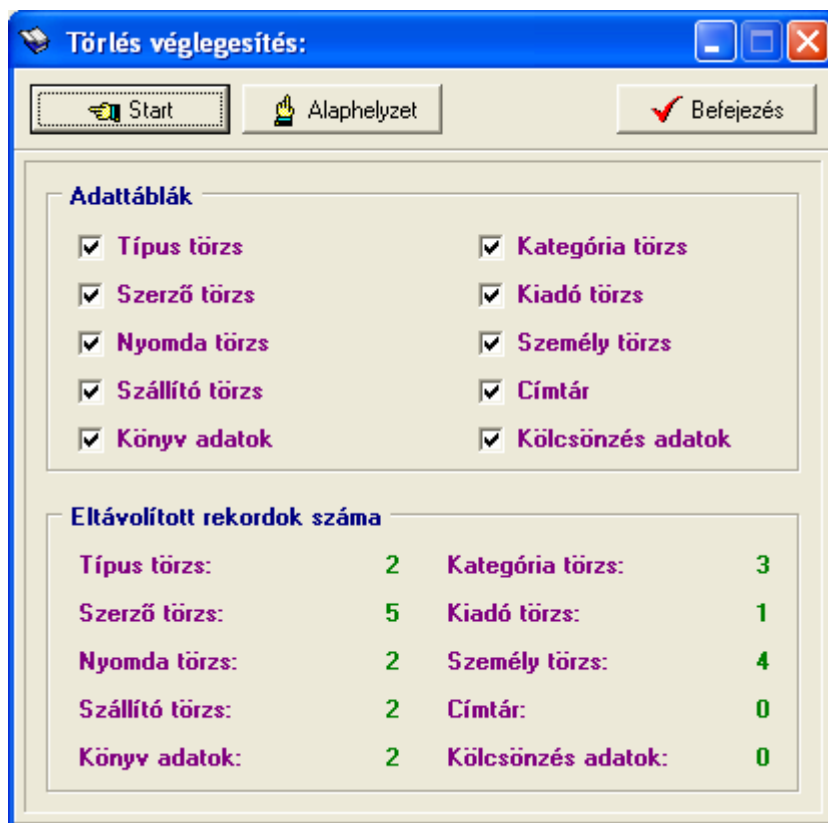 Törlés véglegesítés:
Start Alaphelyzet Befejezés
Adattáblák
Típus törzs Kategória törzs
Szerző törzs Kiadó törzs
Nyomda törzs Személy törzs
Szállító törzs Címtár
Könyv adatok Kölcsönzés adatok
Eltávolított rekordok száma
Típus törzs: 2 Kategória törzs: 3
Szerző törzs: 5 Kiadó törzs: 1
Nyomda törzs: 2 Személy törzs: 4
Szállító törzs: 2 Címtár: 0
Könyv adatok: 2 Kölcsönzés adatok: 0